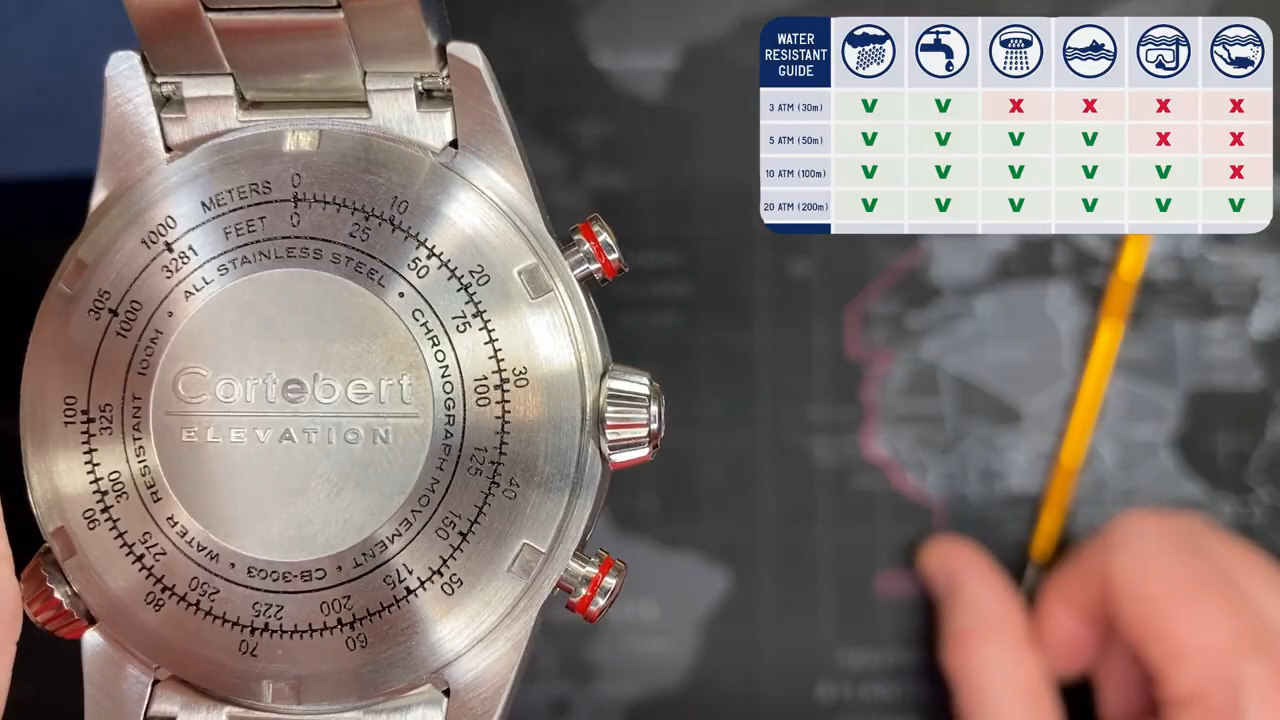 METERS 0 10 20 30 40 50 60 70 80 90 100 305 1000
FEET 0 25 50 75 100 125 150 175 200 225 250 275 300 325 1000 3281
ALL STAINLESS STEEL • CHRONOGRAPH MOVEMENT • CB-3003 • WATER RESISTANT 100M •
Cortebert
ELEVATION
WATER
RESISTANT
GUIDE
3 ATM (30m) V V X X X X
5 ATM (50m) V V V V X X
10 ATM (100m) V V V V V X
20 ATM (200m) V V V V V V